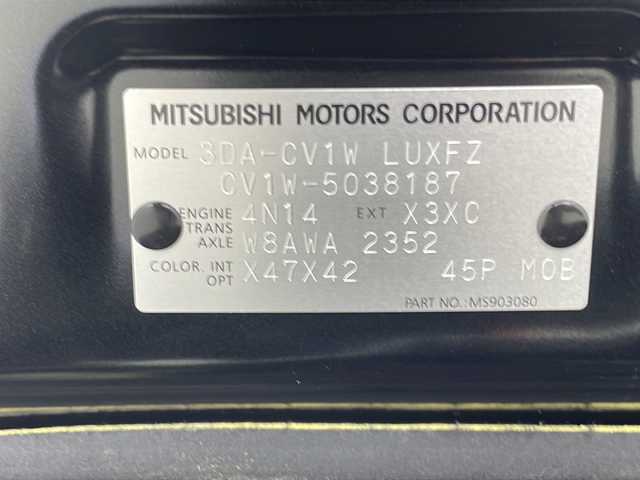 MITSUBISHI MOTORS CORPORATION
MODEL 3DA-CV1W LUXFZ
CV1W-5038187
ENGINE 4N14 EXT X3XC
TRANS AXLE W8AWA 2352
COLOR. INT OPT X47X42 45P M0B
PART NO.: MS903080